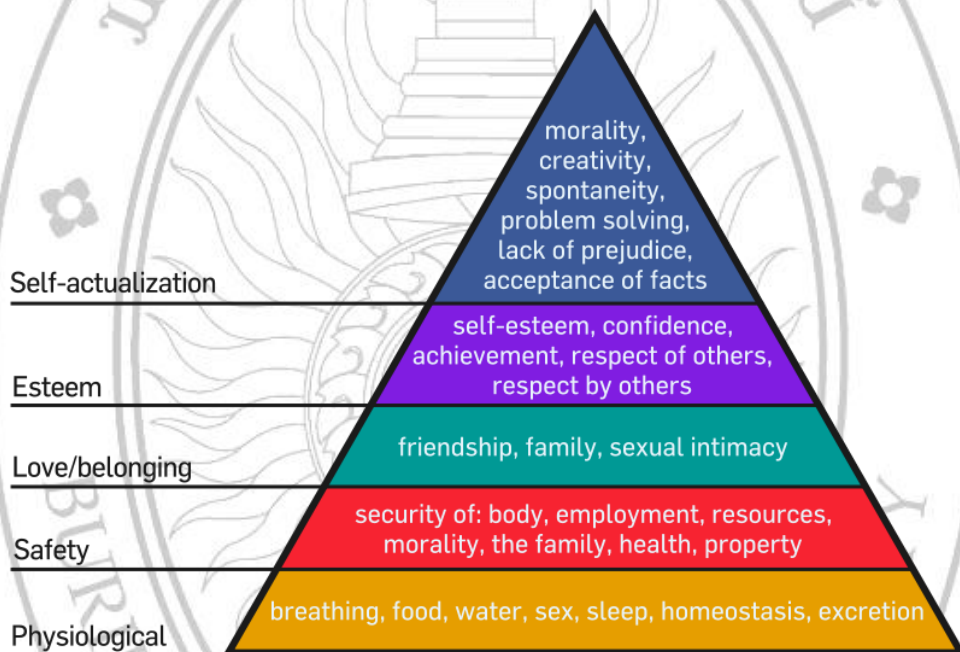 morality,
creativity,
spontaneity,
problem solving,
lack of prejudice,
acceptance of facts
Self-actualization
self-esteem, confidence,
achievement, respect of others,
respect by others
Esteem
friendship, family, sexual intimacy
Love/belonging
security of: body, employment, resources,
morality, the family, health, property
Safety
breathing, food, water, sex, sleep, homeostasis, excretion
Physiological